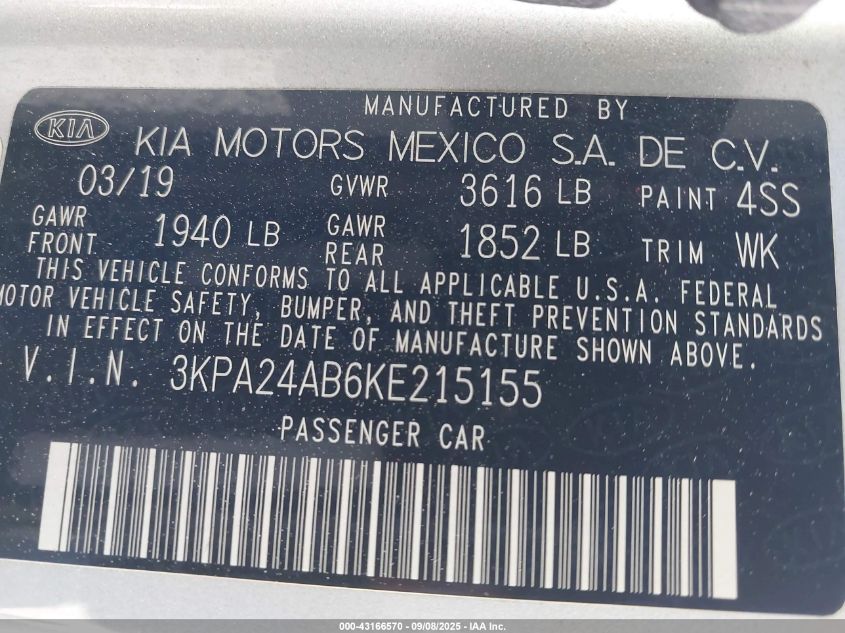 MANUFACTURED BY
KIA KIA MOTORS MEXICO S.A. DE C.V.
03/19 GVWR 3616 LB PAINT 4SS
GAWR FRONT 1940 LB GAWR REAR 1852 LB TRIM WK
THIS VEHICLE CONFORMS TO ALL APPLICABLE U.S.A. FEDERAL
MOTOR VEHICLE SAFETY, BUMPER, AND THEFT PREVENTION STANDARDS
IN EFFECT ON THE DATE OF MANUFACTURE SHOWN ABOVE.
V.I.N. 3KPA24AB6KE215155
PASSENGER CAR
000-43166570 - 09/08/2025 - IAA Inc.